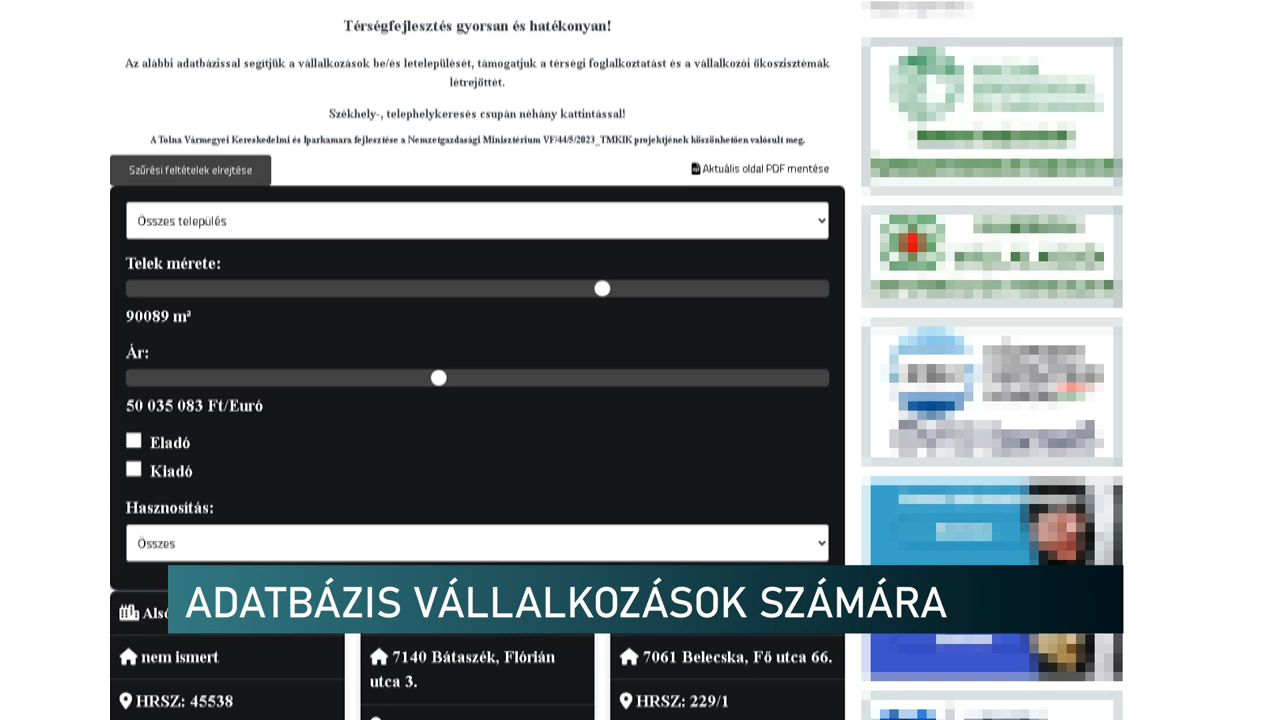 Térségfejlesztés gyorsan és hatékonyan!
Az alábbi adatbázissal segítjük a vállalkozások be/és letelepülését, támogatjuk a térségi foglalkoztatást és a vállalkozói ökoszisztémák
létrejöttét.
Székhely-, telephelykeresés csupán néhány kattintással!
A Tolna Vármegyei Kereskedelmi és Iparkamara fejlesztése a Nemzetgazdasági Minisztérium VF/44/5/2023_TMKIK projektjének köszönhetően valósult meg.
Szűrési feltételek elrejtése
Aktuális oldal PDF mentése
Összes település
Telek mérete:
90089 m²
Ár:
50 035 083 Ft/Euró
Eladó
Kiadó
Hasznosítás:
Összes
ADATBÁZIS VÁLLALKOZÁSOK SZÁMÁRA
nem ismert
HRSZ: 45538
7140 Bátaszék, Flórián
utca 3.
7061 Belecska, Fő utca 66.
HRSZ: 229/1